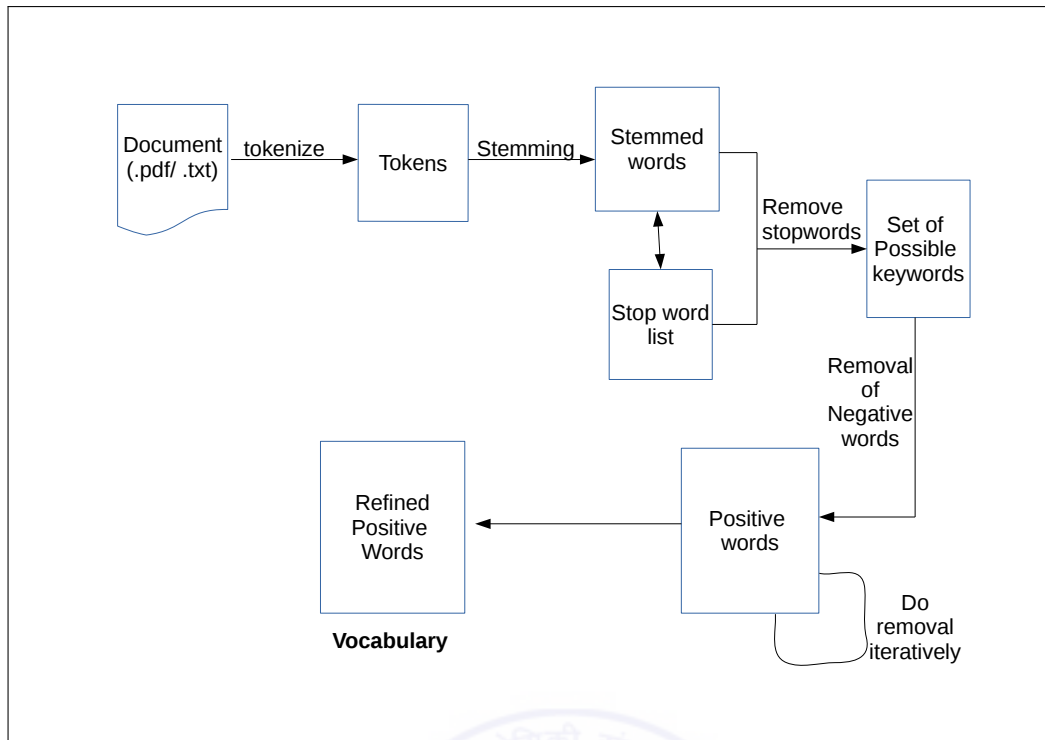 Document
(.pdf/ .txt)
tokenize
Tokens
Stemming
Stemmed
words
Stop word
list
Remove
stopwords
Set of
Possible
keywords
Removal
of
Negative
words
Positive
words
Do
removal
iteratively
Refined
Positive
Words
Vocabulary